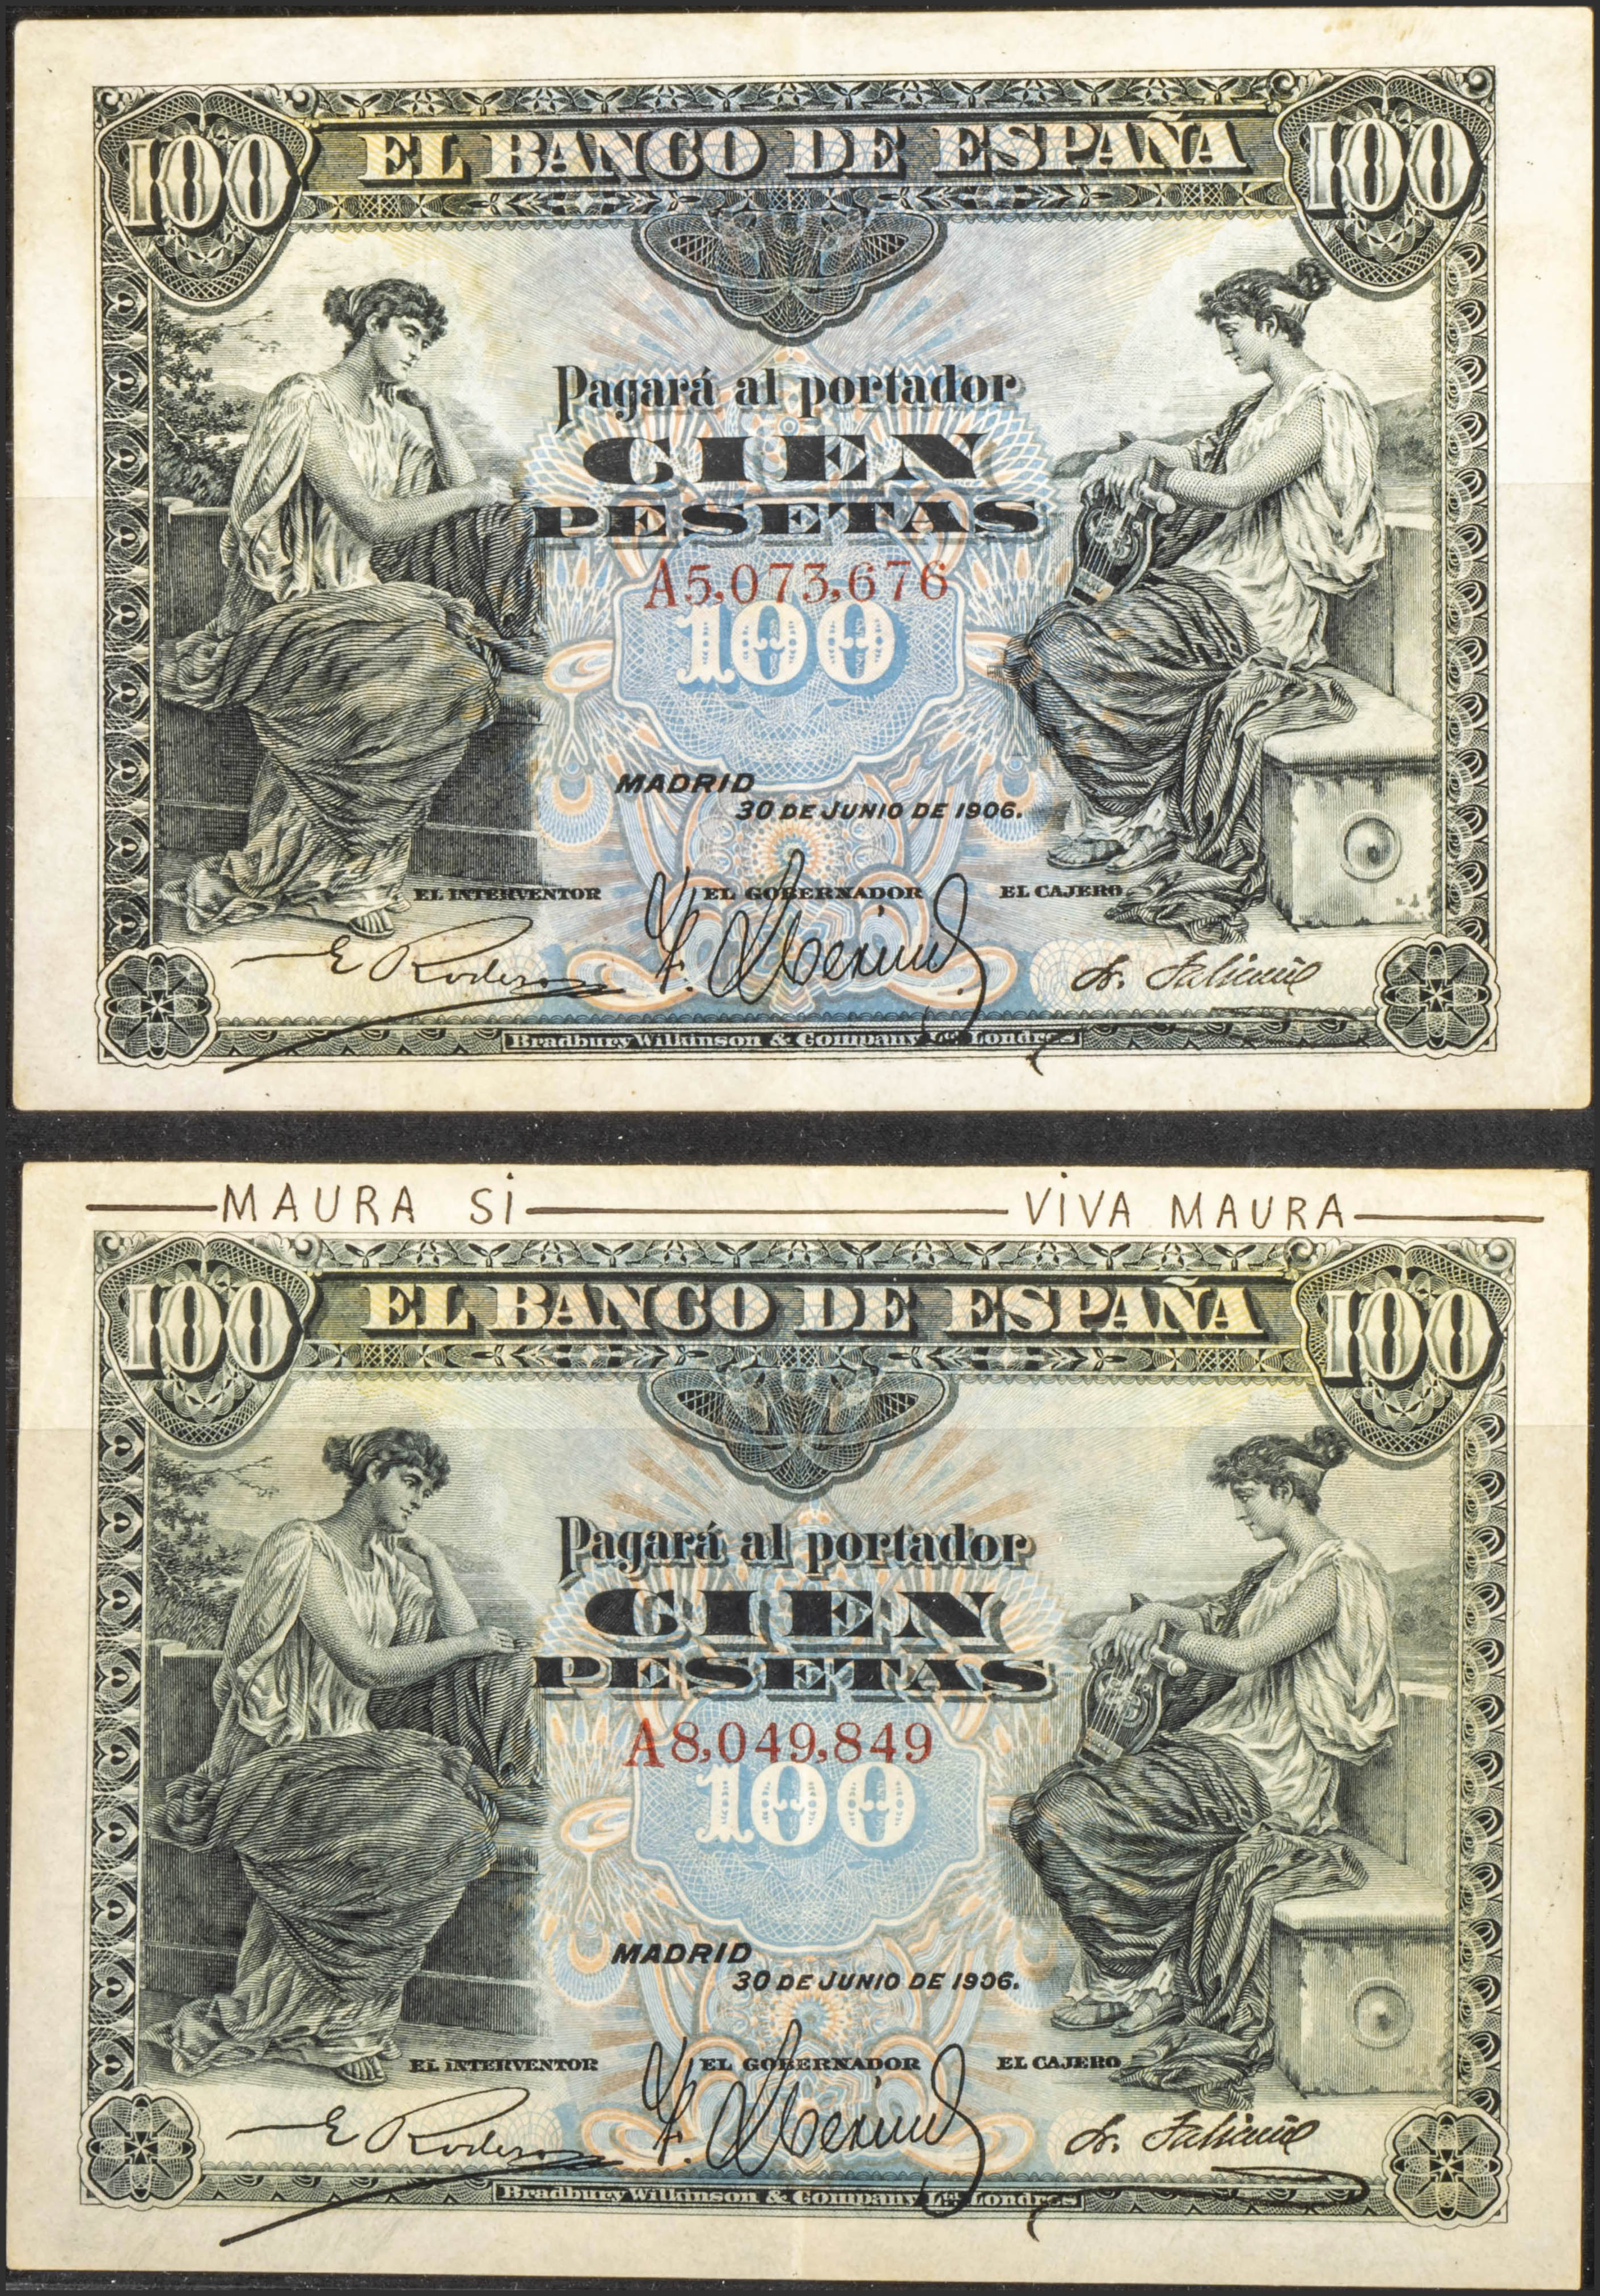 100 EL BANCO DE ESPAÑA 100
Pagará al portador
CIEN
PESETAS
A5,073,676
100
MADRID
30 DE JUNIO DE 1906.
EL INTERVENTOR EL GOBERNADOR EL CAJERO
Bradbury Wilkinson & Company Ld. Londres
MAURA Si VIVA MAURA
100 EL BANCO DE ESPAÑA 100
Pagará al portador
CIEN
PESETAS
A8,049,849
100
MADRID
30 DE JUNIO DE 1906.
EL INTERVENTOR EL GOBERNADOR EL CAJERO
Bradbury Wilkinson & Company Ld. Londres